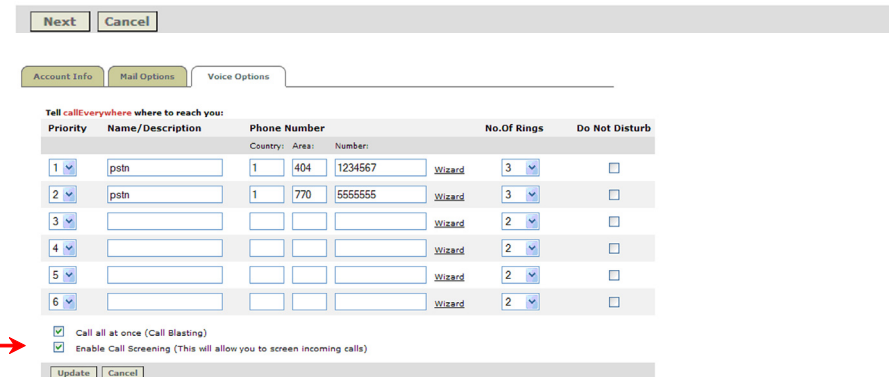 Next Cancel
Account Info Mail Options Voice Options
Tell callEverywhere where to reach you:
Priority Name/Description Phone Number No.Of Rings Do Not Disturb
Country: Area: Number:
1 pstn 1 404 1234567 Wizard 3
2 pstn 1 770 5555555 Wizard 3
3 Wizard 2
4 Wizard 2
5 Wizard 2
6 Wizard 2
Call all at once (Call Blasting)
Enable Call Screening (This will allow you to screen incoming calls)
Update Cancel